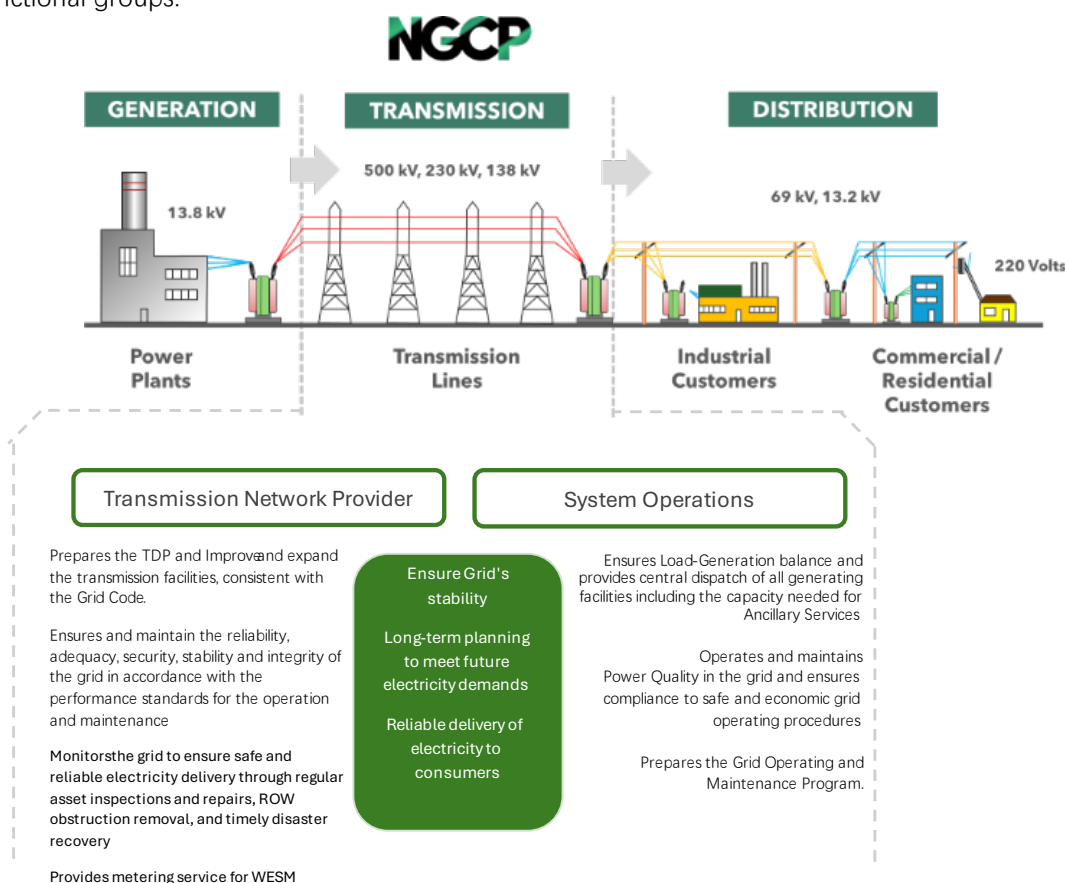 nctional groups.
NGCP
GENERATION
TRANSMISSION
DISTRIBUTION
500 kV, 230 kV, 138 kV
69 kV, 13.2 kV
13.8 kV
220 Volts
Power
Plants
Transmission
Lines
Industrial
Customers
Commercial /
Residential
Customers
Transmission Network Provider
System Operations
Prepares the TDP and Improve and expand
the transmission facilities, consistent with
the Grid Code.
Ensures and maintain the reliability,
adequacy, security, stability and integrity of
the grid in accordance with the
performance standards for the operation
and maintenance
Monitorsthe grid to ensure safe and
reliable electricity delivery through regular
asset inspections and repairs, ROW
obstruction removal, and timely disaster
recovery
Provides metering service for WESM
Ensure Grid's
stability
Long-term planning
to meet future
electricity demands
Reliable delivery of
electricity to
consumers
Ensures Load-Generation balance and
provides central dispatch of all generating
facilities including the capacity needed for
Ancillary Services
Operates and maintains
Power Quality in the grid and ensures
compliance to safe and economic grid
operating procedures
Prepares the Grid Operating and
Maintenance Program.